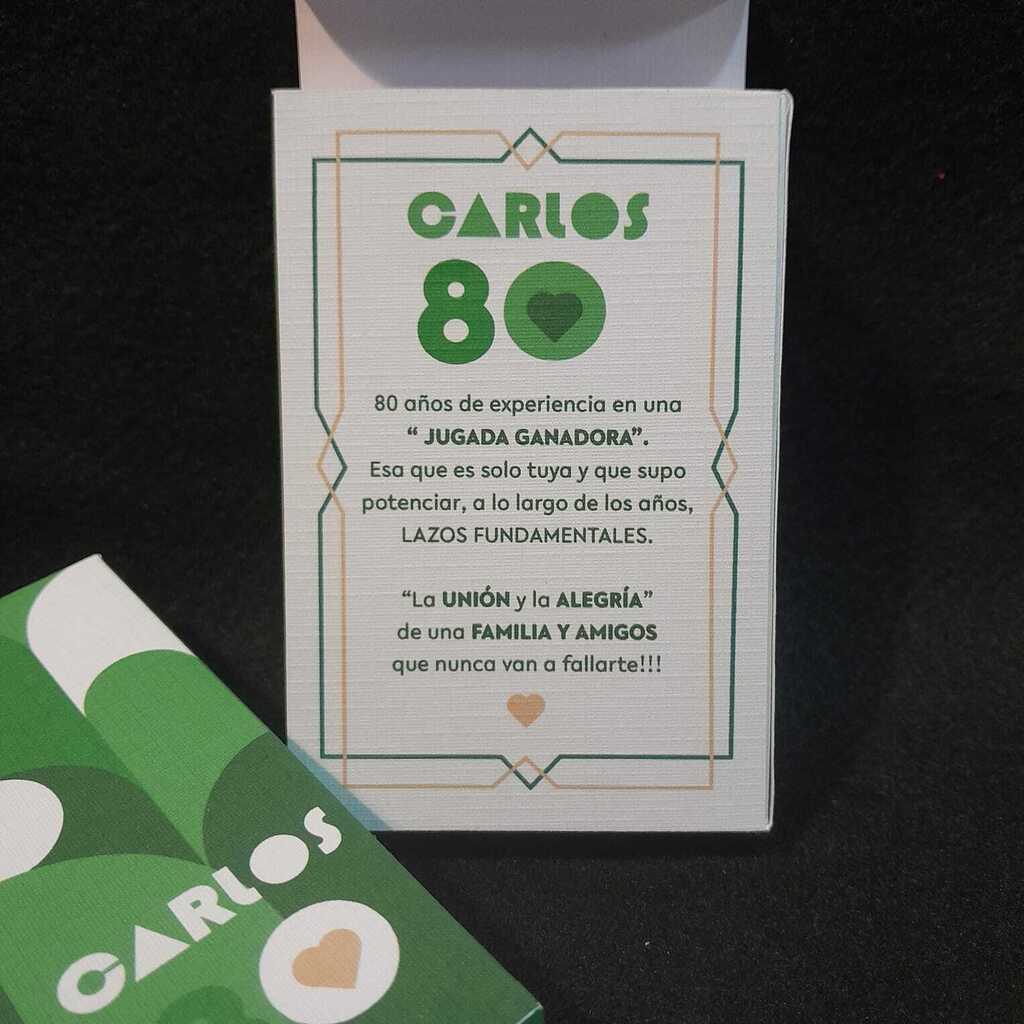 CARLOS
80
80 años de experiencia en una
“ JUGADA GANADORA”.
Esa que es solo tuya y que supo
potenciar, a lo largo de los años,
LAZOS FUNDAMENTALES.
“La UNIÓN y la ALEGRÍA”
de una FAMILIA Y AMIGOS
que nunca van a fallarte!!!
CARLOS